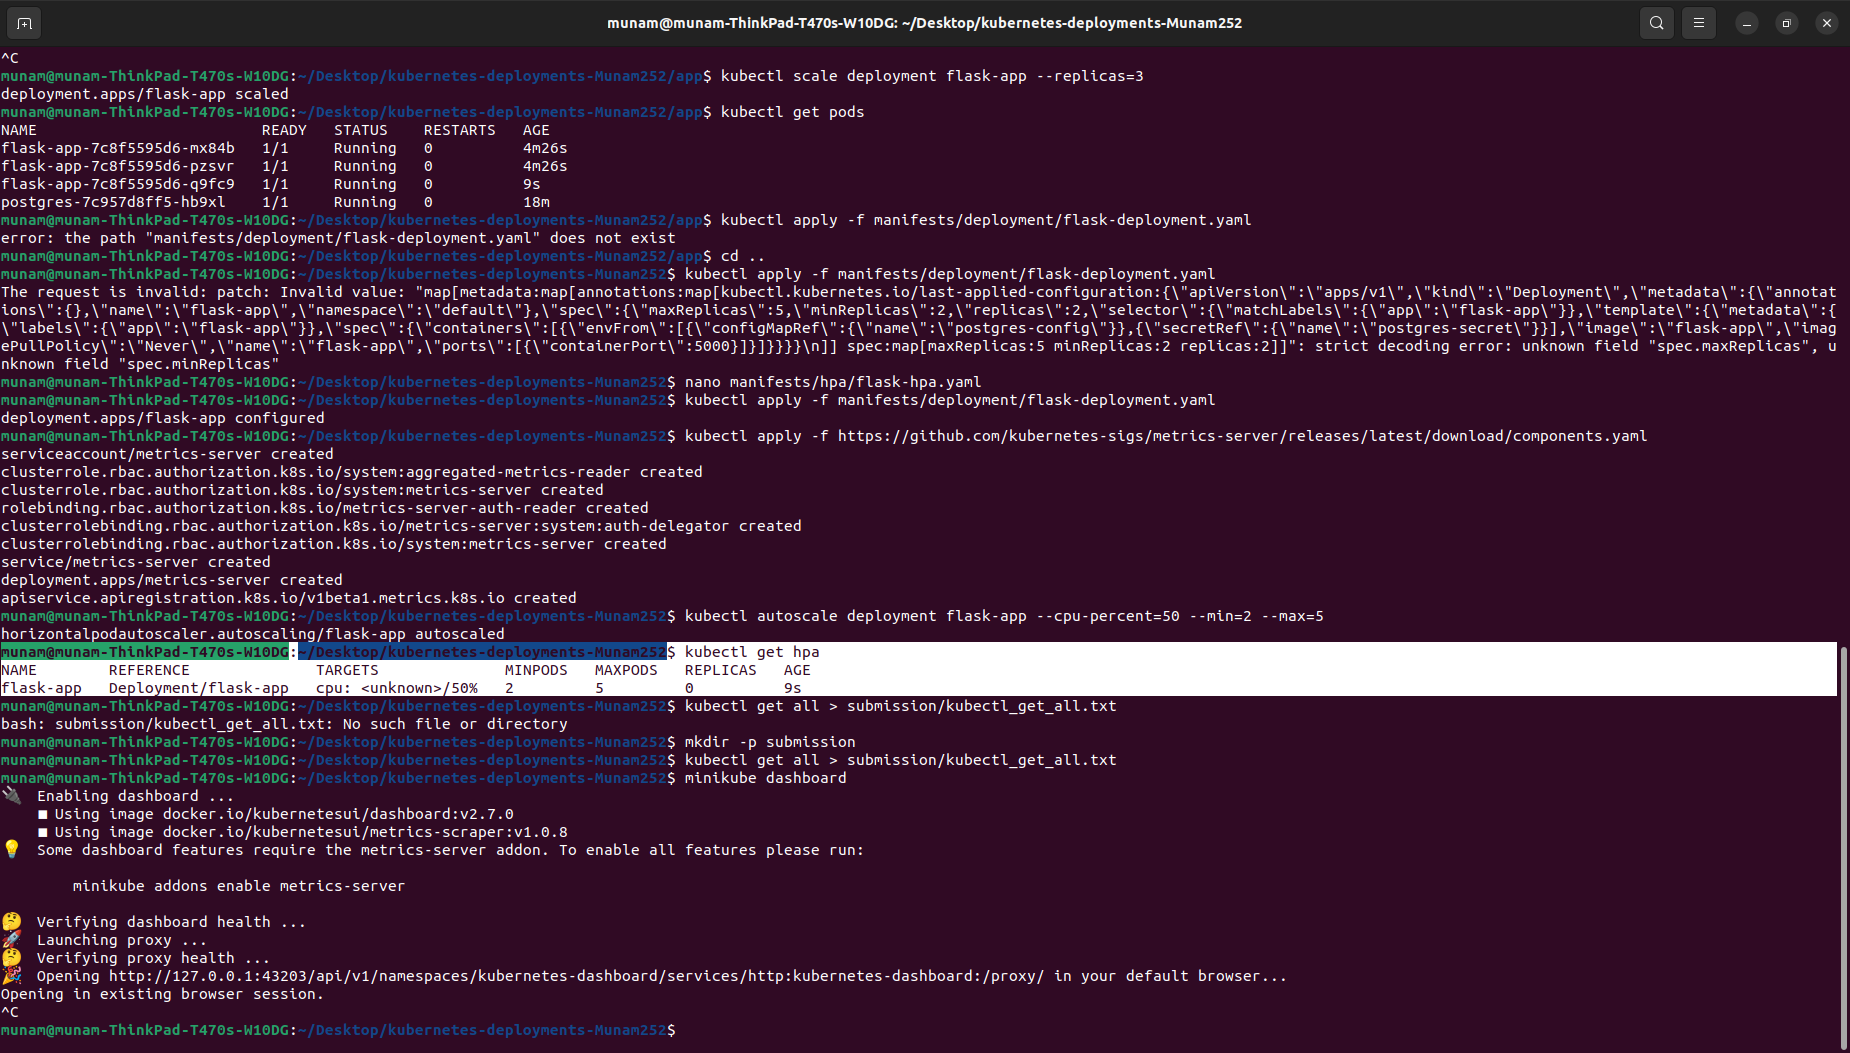 munam@munam-ThinkPad-T470s-W10DG: ~/Desktop/kubernetes-deployments-Munam252
^C
munam@munam-ThinkPad-T470s-W10DG:~/Desktop/kubernetes-deployments-Munam252/app$ kubectl scale deployment flask-app --replicas=3
deployment.apps/flask-app scaled
munam@munam-ThinkPad-T470s-W10DG:~/Desktop/kubernetes-deployments-Munam252/app$ kubectl get pods
NAME                         READY   STATUS    RESTARTS   AGE
flask-app-7c8f5595d6-mx84b   1/1     Running   0          4m26s
flask-app-7c8f5595d6-pzsvr   1/1     Running   0          4m26s
flask-app-7c8f5595d6-q9fc9   1/1     Running   0          9s
postgres-7c957d8ff5-hb9xl    1/1     Running   0          18m
munam@munam-ThinkPad-T470s-W10DG:~/Desktop/kubernetes-deployments-Munam252/app$ kubectl apply -f manifests/deployment/flask-deployment.yaml
error: the path "manifests/deployment/flask-deployment.yaml" does not exist
munam@munam-ThinkPad-T470s-W10DG:~/Desktop/kubernetes-deployments-Munam252/app$ cd ..
munam@munam-ThinkPad-T470s-W10DG:~/Desktop/kubernetes-deployments-Munam252$ kubectl apply -f manifests/deployment/flask-deployment.yaml
The request is invalid: patch: Invalid value: "map[metadata:map[annotations:map[kubectl.kubernetes.io/last-applied-configuration:{\"apiVersion\":\"apps/v1\",\"kind\":\"Deployment\",\"metadata\":{\"annotat
ions\":{},\"name\":\"flask-app\",\"namespace\":\"default\"},\"spec\":{\"maxReplicas\":5,\"minReplicas\":2,\"replicas\":2,\"selector\":{\"matchLabels\":{\"app\":\"flask-app\"}},\"template\":{\"metadata\":{
\"labels\":{\"app\":\"flask-app\"}},\"spec\":{\"containers\":[{\"envFrom\":[{\"configMapRef\":{\"name\":\"postgres-config\"}},{\"secretRef\":{\"name\":\"postgres-secret\"}}],\"image\":\"flask-app\",\"imag
ePullPolicy\":\"Never\",\"name\":\"flask-app\",\"ports\":[{\"containerPort\":5000}]}]}}}}\n]] spec:map[maxReplicas:5 minReplicas:2 replicas:2]]": strict decoding error: unknown field "spec.maxReplicas", u
nknown field "spec.minReplicas"
munam@munam-ThinkPad-T470s-W10DG:~/Desktop/kubernetes-deployments-Munam252$ nano manifests/hpa/flask-hpa.yaml
munam@munam-ThinkPad-T470s-W10DG:~/Desktop/kubernetes-deployments-Munam252$ kubectl apply -f manifests/deployment/flask-deployment.yaml
deployment.apps/flask-app configured
munam@munam-ThinkPad-T470s-W10DG:~/Desktop/kubernetes-deployments-Munam252$ kubectl apply -f https://github.com/kubernetes-sigs/metrics-server/releases/latest/download/components.yaml
serviceaccount/metrics-server created
clusterrole.rbac.authorization.k8s.io/system:aggregated-metrics-reader created
clusterrole.rbac.authorization.k8s.io/system:metrics-server created
rolebinding.rbac.authorization.k8s.io/metrics-server-auth-reader created
clusterrolebinding.rbac.authorization.k8s.io/metrics-server:system:auth-delegator created
clusterrolebinding.rbac.authorization.k8s.io/system:metrics-server created
service/metrics-server created
deployment.apps/metrics-server created
apiservice.apiregistration.k8s.io/v1beta1.metrics.k8s.io created
munam@munam-ThinkPad-T470s-W10DG:~/Desktop/kubernetes-deployments-Munam252$ kubectl autoscale deployment flask-app --cpu-percent=50 --min=2 --max=5
horizontalpodautoscaler.autoscaling/flask-app autoscaled
munam@munam-ThinkPad-T470s-W10DG:~/Desktop/kubernetes-deployments-Munam252$ kubectl get hpa
NAME        REFERENCE              TARGETS              MINPODS   MAXPODS   REPLICAS   AGE
flask-app   Deployment/flask-app   cpu: <unknown>/50%   2         5         0          9s
munam@munam-ThinkPad-T470s-W10DG:~/Desktop/kubernetes-deployments-Munam252$ kubectl get all > submission/kubectl_get_all.txt
bash: submission/kubectl_get_all.txt: No such file or directory
munam@munam-ThinkPad-T470s-W10DG:~/Desktop/kubernetes-deployments-Munam252$ mkdir -p submission
munam@munam-ThinkPad-T470s-W10DG:~/Desktop/kubernetes-deployments-Munam252$ kubectl get all > submission/kubectl_get_all.txt
munam@munam-ThinkPad-T470s-W10DG:~/Desktop/kubernetes-deployments-Munam252$ minikube dashboard
🔌  Enabling dashboard ...
    ■ Using image docker.io/kubernetesui/dashboard:v2.7.0
    ■ Using image docker.io/kubernetesui/metrics-scraper:v1.0.8
💡  Some dashboard features require the metrics-server addon. To enable all features please run:
        minikube addons enable metrics-server
🤔  Verifying dashboard health ...
🚀  Launching proxy ...
🤔  Verifying proxy health ...
🎉  Opening http://127.0.0.1:43203/api/v1/namespaces/kubernetes-dashboard/services/http:kubernetes-dashboard:/proxy/ in your default browser...
Opening in existing browser session.
^C
munam@munam-ThinkPad-T470s-W10DG:~/Desktop/kubernetes-deployments-Munam252$